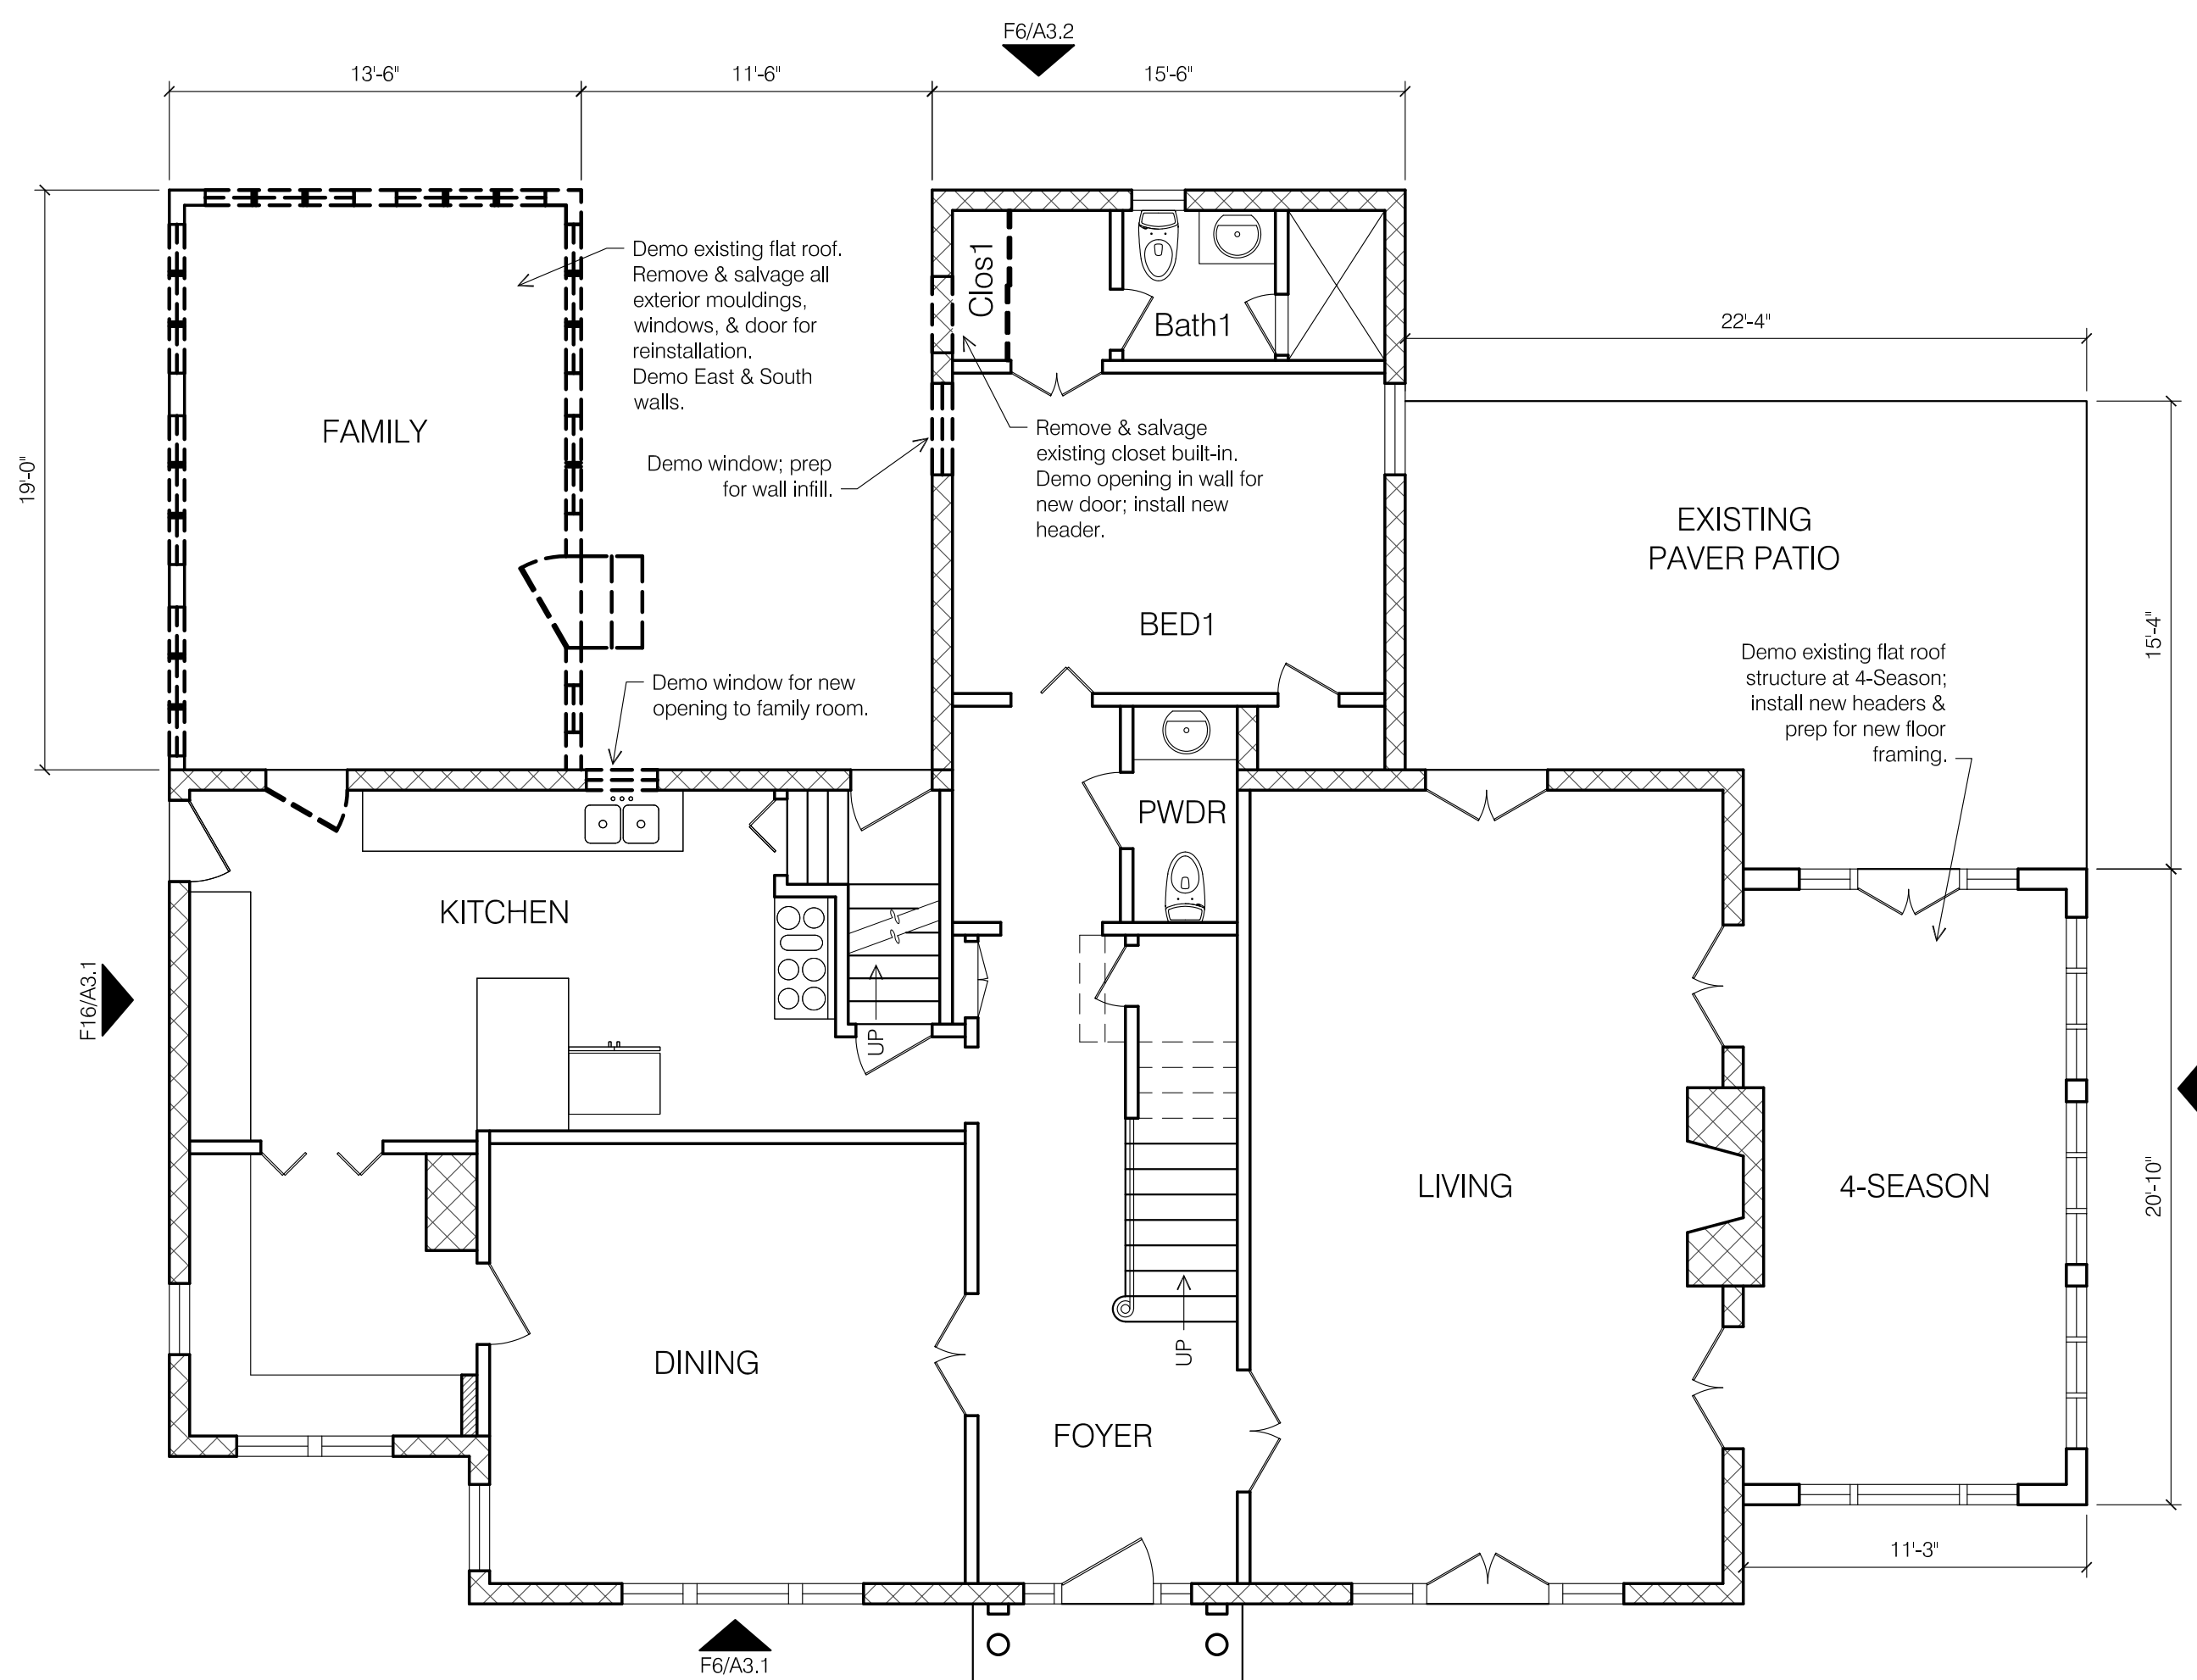 F6/A3.2
13'-6"
11'-6"
15'-6"
Demo existing flat roof.
Remove & salvage all
exterior mouldings,
windows, & door for
reinstallation.
Demo East & South
walls.
Clos1
Bath1
22'-4"
FAMILY
19'-0"
Demo window; prep
for wall infill.
Remove & salvage
existing closet built-in.
Demo opening in wall for
new door; install new
header.
EXISTING
PAVER PATIO
BED1
15'-4"
Demo existing flat roof
structure at 4-Season;
install new headers &
prep for new floor
framing.
Demo window for new
opening to family room.
PWDR
KITCHEN
F16/A3.1
UP
LIVING
4-SEASON
20'-10"
DINING
UP
FOYER
11'-3"
F6/A3.1